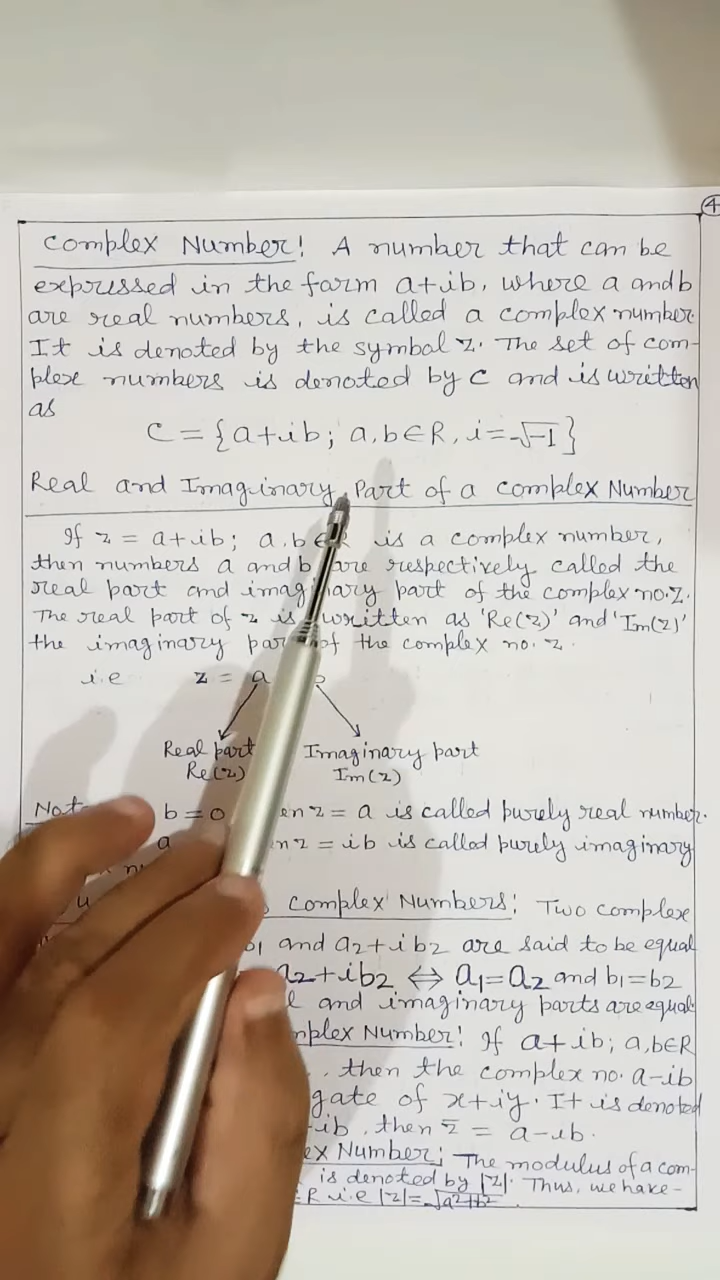 4
Complex Number! A number that can be
expressed in the form a+ib, where a and b
are real numbers, is called a complex number.
It is denoted by the symbol z. The set of com-
plex numbers is denoted by C and is written
as
C = {a+ib; a,b∈R, i=√-1}
Real and Imaginary Part of a Complex Number
If z = a+ib; a,b∈R is a complex number,
then numbers a and b are respectively called the
real part and imaginary part of the complex no. z.
The real part of z is written as 'Re(z)' and 'Im(z)'
the imaginary part of the complex no. z.
i.e z = a
Real part Imaginary part
Re(z) Im(z)
b=0 z = a is called purely real number.
a z = ib is called purely imaginary
Complex Numbers! Two complex
and a2+ib2 are said to be equal
a2+ib2 ⇔ a1=a2 and b1=b2
and imaginary parts are equal
Number! If a+ib; a,b∈R
, then the complex no. a-ib
of x+iy. It is denoted
ib, then z̄ = a-ib.
Number; The modulus of a com-
is denoted by |z|. Thus, we have-
R i.e |z|=√a²+b²